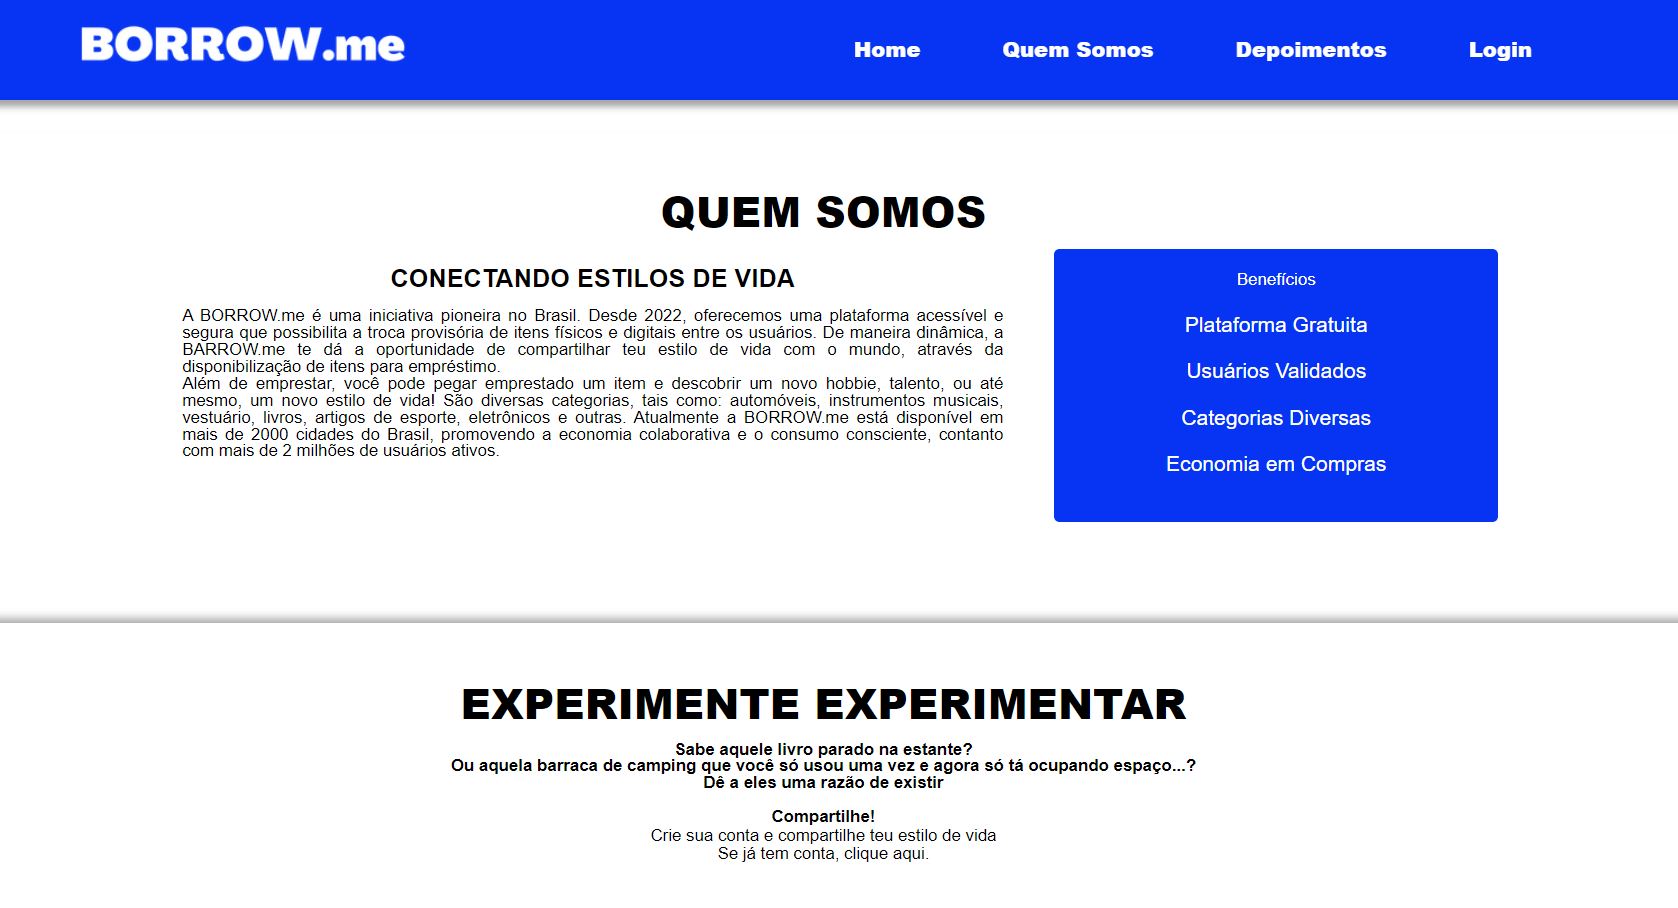 BORROW.me
Home Quem Somos Depoimentos Login
QUEM SOMOS
CONECTANDO ESTILOS DE VIDA
A BORROW.me é uma iniciativa pioneira no Brasil. Desde 2022, oferecemos uma plataforma acessível e
segura que possibilita a troca provisória de itens físicos e digitais entre os usuários. De maneira dinâmica, a
BARROW.me te dá a oportunidade de compartilhar teu estilo de vida com o mundo, através da
disponibilização de itens para empréstimo.
Além de emprestar, você pode pegar emprestado um item e descobrir um novo hobbie, talento, ou até
mesmo, um novo estilo de vida! São diversas categorias, tais como: automóveis, instrumentos musicais,
vestuário, livros, artigos de esporte, eletrônicos e outras. Atualmente a BORROW.me está disponível em
mais de 2000 cidades do Brasil, promovendo a economia colaborativa e o consumo consciente, contanto
com mais de 2 milhões de usuários ativos.
Benefícios
Plataforma Gratuita
Usuários Validados
Categorias Diversas
Economia em Compras
EXPERIMENTE EXPERIMENTAR
Sabe aquele livro parado na estante?
Ou aquela barraca de camping que você só usou uma vez e agora só tá ocupando espaço...?
Dê a eles uma razão de existir
Compartilhe!
Crie sua conta e compartilhe teu estilo de vida
Se já tem conta, clique aqui.